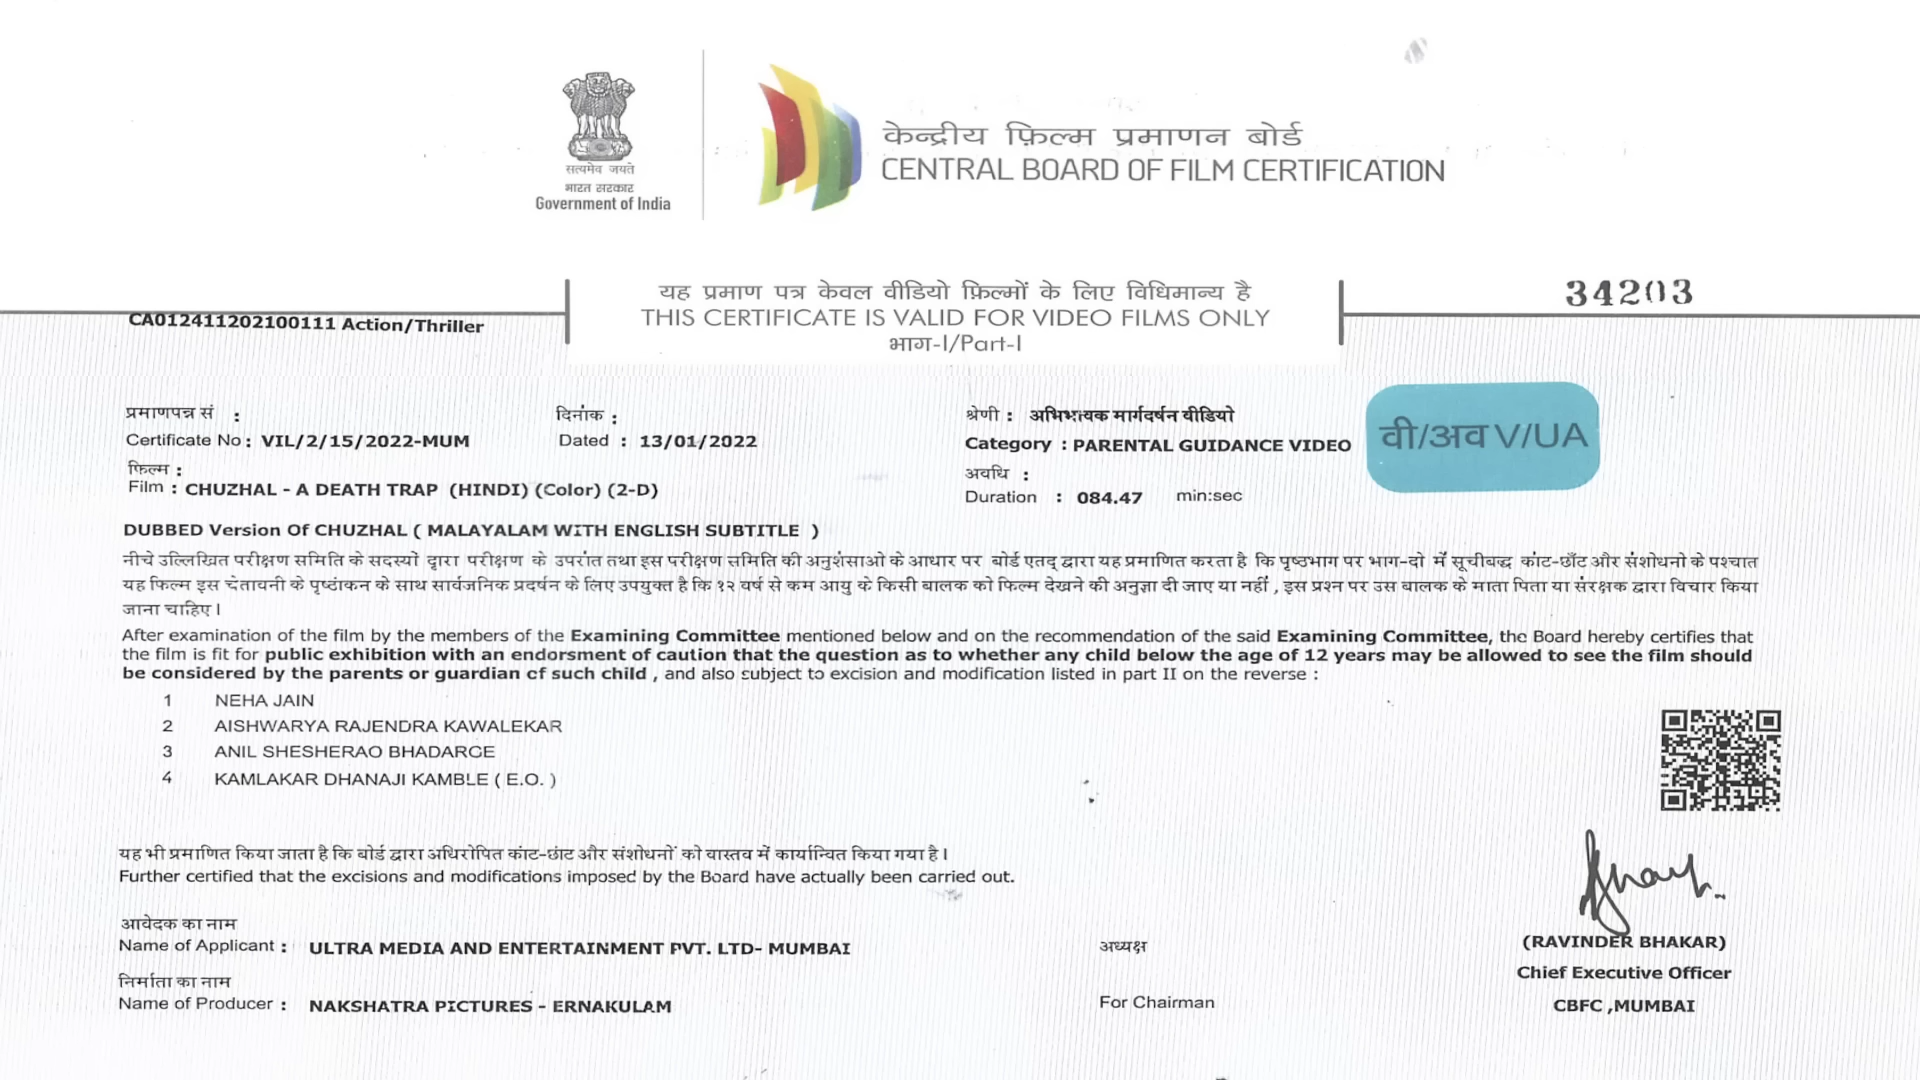 सत्यमेव जयते
भारत सरकार
Government of India
केन्द्रीय फ़िल्म प्रमाणन बोर्ड
CENTRAL BOARD OF FILM CERTIFICATION
यह प्रमाण पत्र केवल वीडियो फ़िल्मों के लिए विधिमान्य है
34203
CA012411202100111 Action/Thriller
THIS CERTIFICATE IS VALID FOR VIDEO FILMS ONLY
भाग-I/Part-I
प्रमाणपत्र सं :
दिनांक :
श्रेणी : अभिभावक मार्गदर्षन वीडियो
वी/अव V/UA
Certificate No : VIL/2/15/2022-MUM
Dated : 13/01/2022
Category : PARENTAL GUIDANCE VIDEO
फिल्म :
अवधि :
Film : CHUZHAL - A DEATH TRAP (HINDI) (Color) (2-D)
Duration : 084.47 min:sec
DUBBED Version Of CHUZHAL ( MALAYALAM WITH ENGLISH SUBTITLE )
नीचे उल्लिखित परीक्षण समिति के सदस्यों द्वारा परीक्षण के उपरांत तथा इस परीक्षण समिति की अनुशंसाओ के आधार पर बोर्ड एतद् द्वारा यह प्रमाणित करता है कि पृष्ठभाग पर भाग-दो में सूचीबद्ध कांट-छाँट और संशोधनो के पश्चात
यह फिल्म इस चेतावनी के पृष्ठांकन के साथ सार्वजनिक प्रदर्षन के लिए उपयुक्त है कि १२ वर्ष से कम आयु के किसी बालक को फिल्म देखने की अनुज्ञा दी जाए या नहीं , इस प्रश्न पर उस बालक के माता पिता या संरक्षक द्वारा विचार किया
जाना चाहिए।
After examination of the film by the members of the Examining Committee mentioned below and on the recommendation of the said Examining Committee, the Board hereby certifies that
the film is fit for public exhibition with an endorsment of caution that the question as to whether any child below the age of 12 years may be allowed to see the film should
be considered by the parents or guardian of such child , and also subject to excision and modification listed in part II on the reverse :
1 NEHA JAIN
2 AISHWARYA RAJENDRA KAWALEKAR
3 ANIL SHESHERAO BHADARGE
4 KAMLAKAR DHANAJI KAMBLE ( E.O. )
यह भी प्रमाणित किया जाता है कि बोर्ड द्वारा अधिरोपित कांट-छांट और संशोधनों को वास्तव में कार्यान्वित किया गया है।
Further certified that the excisions and modifications imposed by the Board have actually been carried out.
आवेदक का नाम
Name of Applicant : ULTRA MEDIA AND ENTERTAINMENT PVT. LTD- MUMBAI
अध्यक्ष
(RAVINDER BHAKAR)
Chief Executive Officer
निर्माता का नाम
Name of Producer : NAKSHATRA PICTURES - ERNAKULAM
For Chairman
CBFC ,MUMBAI